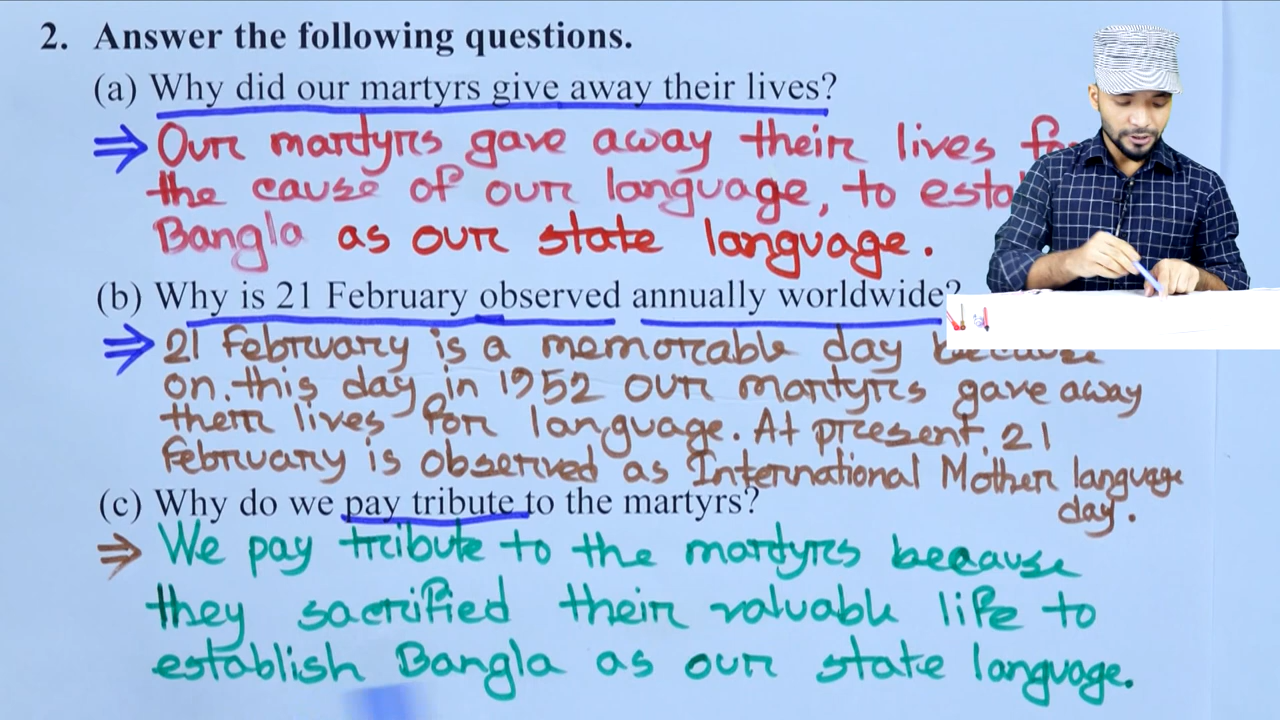 2. Answer the following questions.
(a) Why did our martyrs give away their lives?
⇒ Our martyrs gave away their lives
the cause of our language, to
Bangla as our state language.
(b) Why is 21 February observed annually worldwide?
⇒ 21 February is a memorable day because
on this day in 1952 our martyrs gave away
their lives for language. At present, 21
February is observed as International Mother language
day.
(c) Why do we pay tribute to the martyrs?
⇒ We pay tribute to the martyrs because
they sacrified their valuable life to
establish Bangla as our state language.